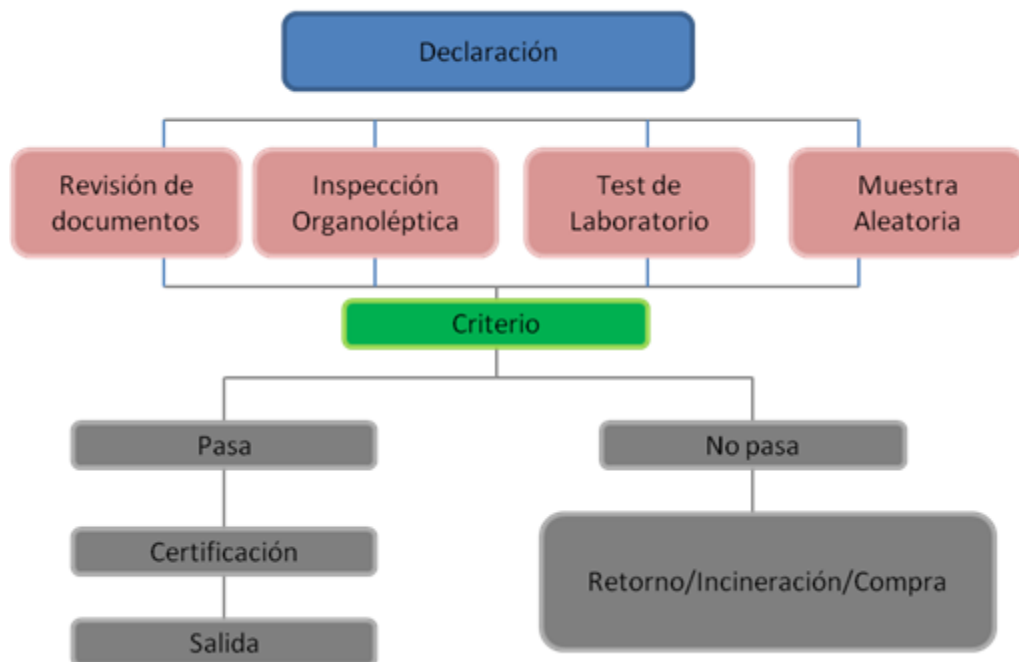 Declaración
Revisión de
documentos
Inspección
Organoléptica
Test de
Laboratorio
Muestra
Aleatoria
Criterio
Pasa
No pasa
Certificación
Retorno/Incineración/Compra
Salida